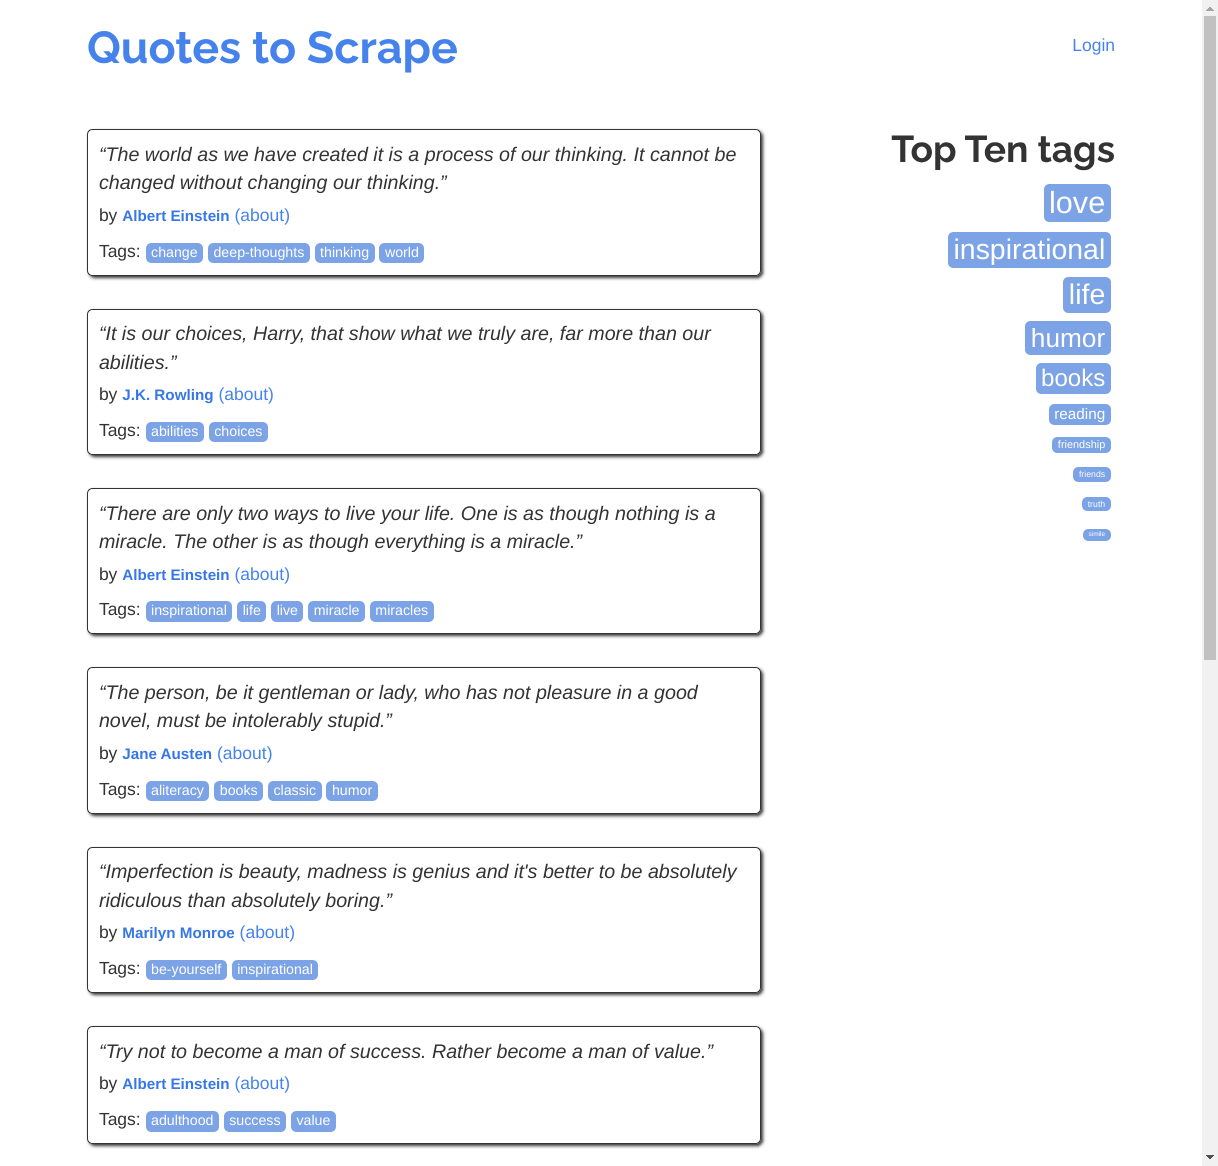 Quotes to Scrape
Login
“The world as we have created it is a process of our thinking. It cannot be
changed without changing our thinking.”
by Albert Einstein (about)
Tags: change deep-thoughts thinking world
“It is our choices, Harry, that show what we truly are, far more than our
abilities.”
by J.K. Rowling (about)
Tags: abilities choices
“There are only two ways to live your life. One is as though nothing is a
miracle. The other is as though everything is a miracle.”
by Albert Einstein (about)
Tags: inspirational life live miracle miracles
“The person, be it gentleman or lady, who has not pleasure in a good
novel, must be intolerably stupid.”
by Jane Austen (about)
Tags: aliteracy books classic humor
“Imperfection is beauty, madness is genius and it's better to be absolutely
ridiculous than absolutely boring.”
by Marilyn Monroe (about)
Tags: be-yourself inspirational
“Try not to become a man of success. Rather become a man of value.”
by Albert Einstein (about)
Tags: adulthood success value
Top Ten tags
love
inspirational
life
humor
books
reading
friendship
friends
truth
simile